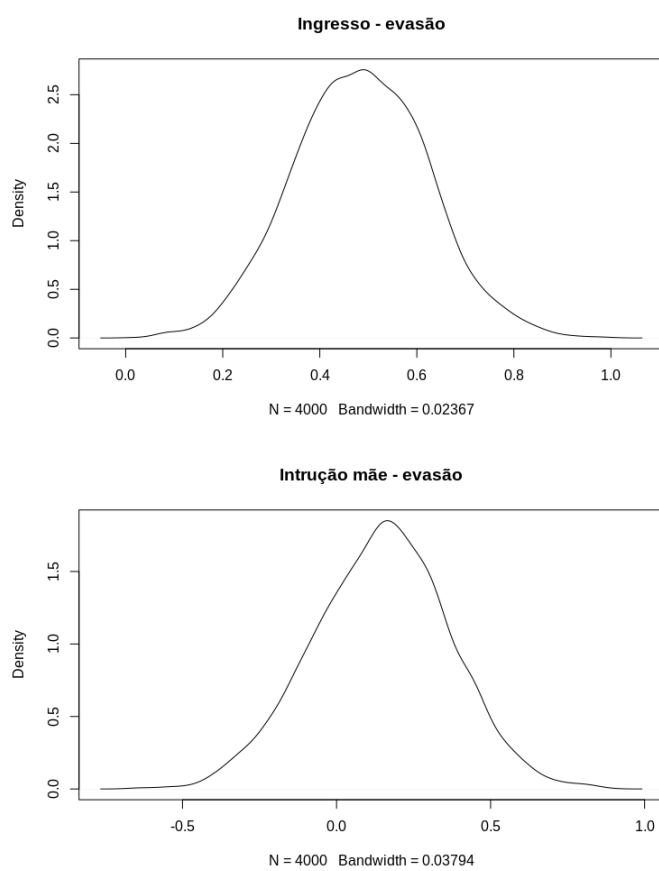 Ingresso - evasão
Density
0.0 0.5 1.0 1.5 2.0 2.5
0.0 0.2 0.4 0.6 0.8 1.0
N = 4000 Bandwidth = 0.02367
Intrução mãe - evasão
Density
0.0 0.5 1.0 1.5
-0.5 0.0 0.5 1.0
N = 4000 Bandwidth = 0.03794